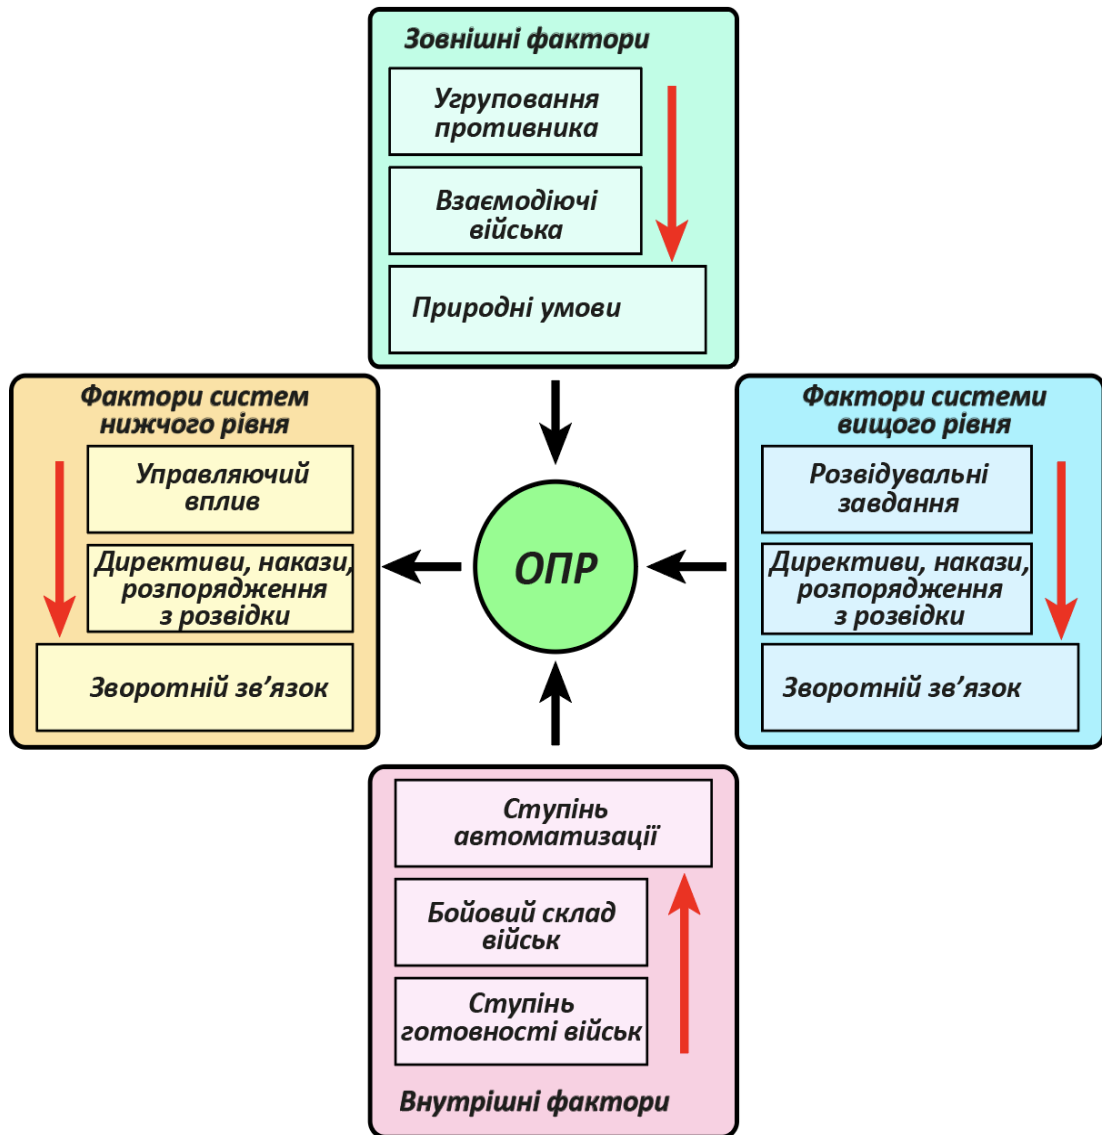 Зовнішні фактори
Угруповання
противника
Взаємодіючі
війська
Природні умови
Фактори систем
нижчого рівня
Управляючий
вплив
Директиви, накази,
розпорядження
з розвідки
Зворотній зв’язок
ОПР
Фактори системи
вищого рівня
Розвідувальні
завдання
Директиви, накази,
розпорядження
з розвідки
Зворотній зв’язок
Ступінь
автоматизації
Бойовий склад
військ
Ступінь
готовності військ
Внутрішні фактори